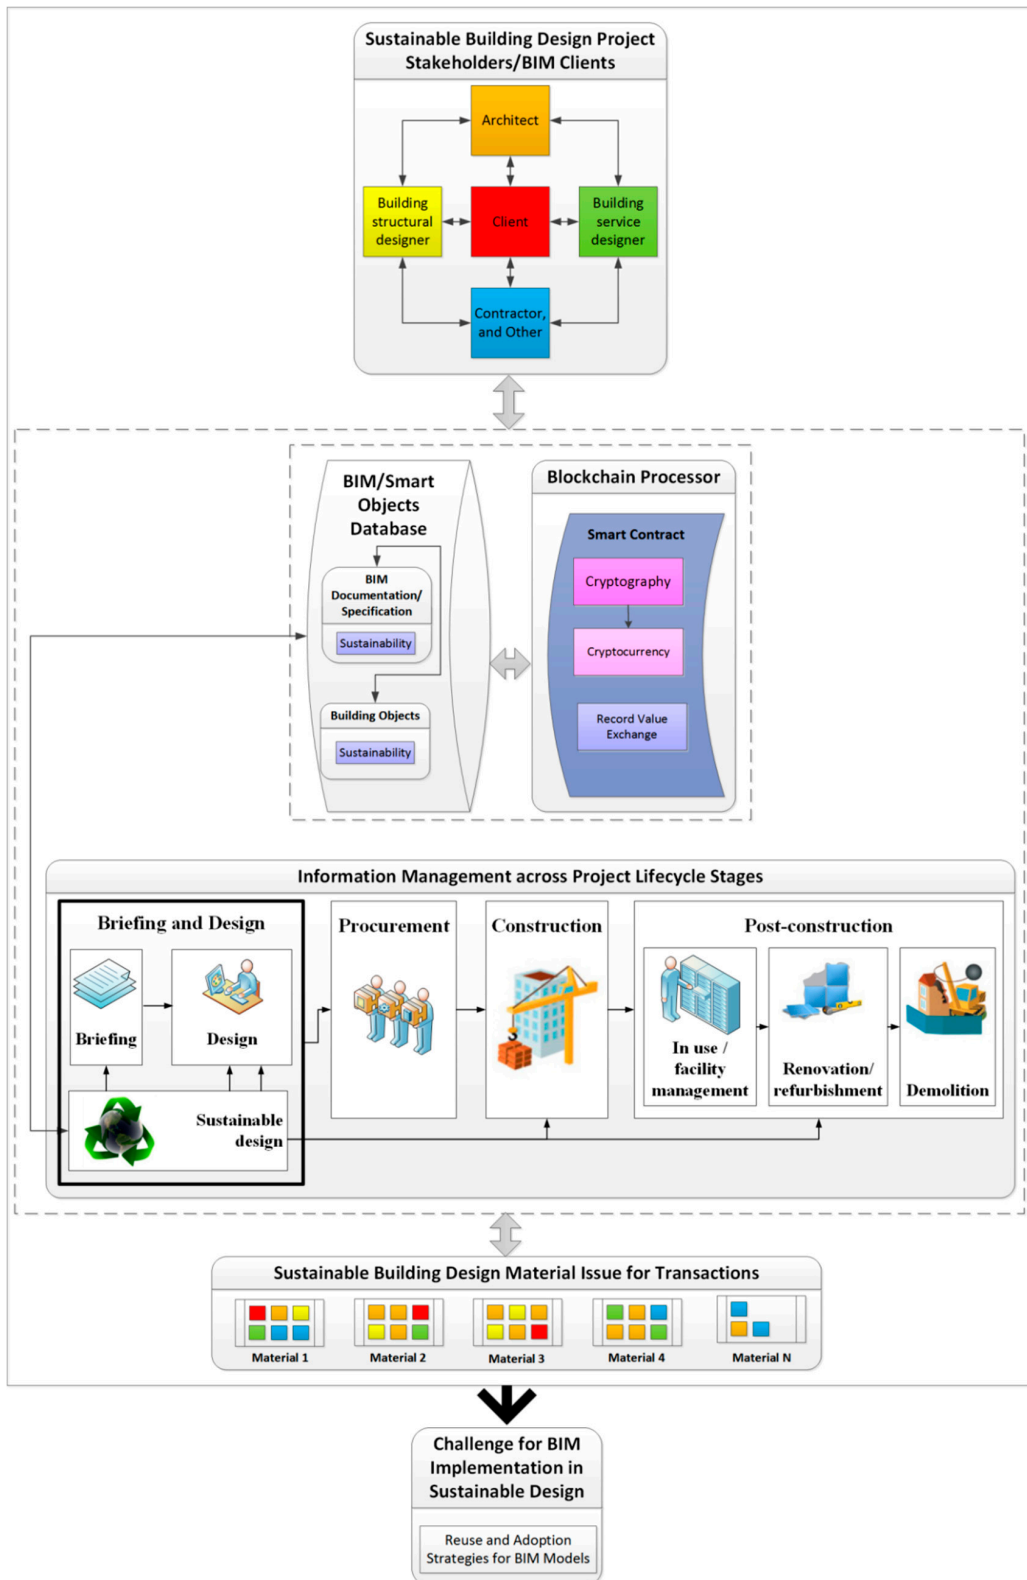 Sustainable Building Design Project
Stakeholders/BIM Clients
Architect
Building
structural
designer
Client
Building
service
designer
Contractor,
and Other
BIM/Smart
Objects
Database
BIM
Documentation/
Specification
Sustainability
Building Objects
Sustainability
Blockchain Processor
Smart Contract
Cryptography
Cryptocurrency
Record Value
Exchange
Information Management across Project Lifecycle Stages
Briefing and Design
Briefing
Design
Sustainable
design
Procurement
Construction
Post-construction
In use /
facility
management
Renovation/
refurbishment
Demolition
Sustainable Building Design Material Issue for Transactions
Material 1
Material 2
Material 3
Material 4
Material N
Challenge for BIM
Implementation in
Sustainable Design
Reuse and Adoption
Strategies for BIM Models